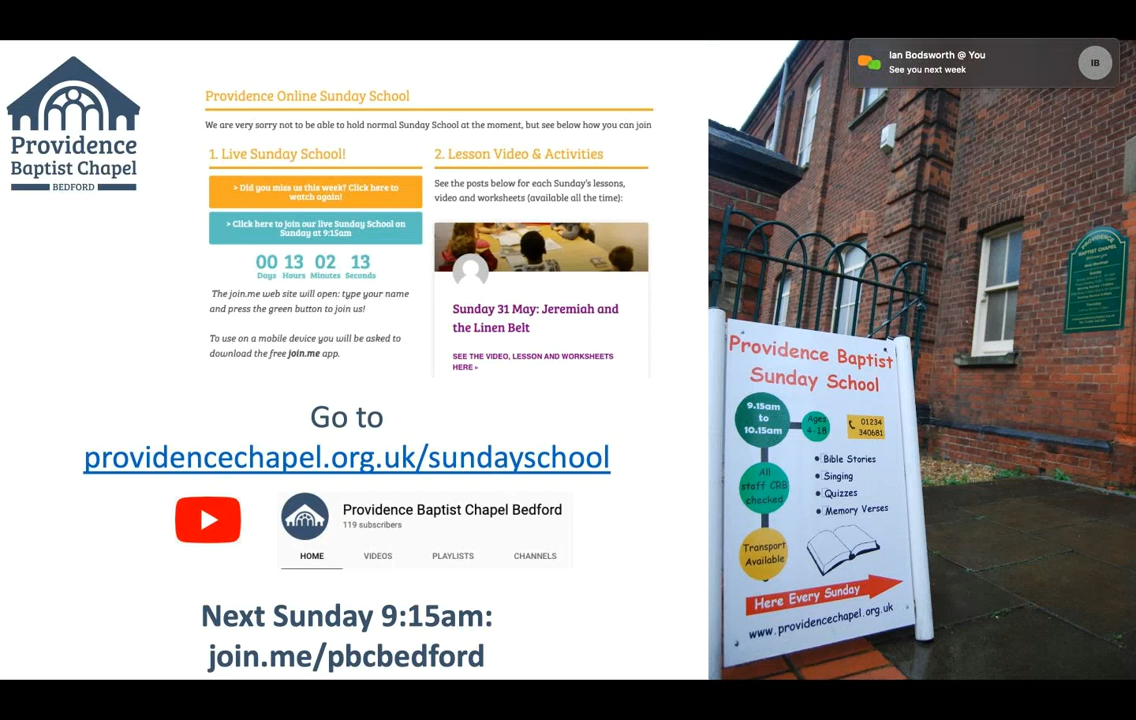 Providence
Baptist Chapel
BEDFORD
Providence Online Sunday School
We are very sorry not to be able to hold normal Sunday School at the moment, but see below how you can join
1. Live Sunday School!
> Did you miss us this week? Click here to
watch again!
> Click here to join our live Sunday School on
Sunday at 9:15am
00 13 02 13
Days Hours Minutes Seconds
The join.me web site will open: type your name
and press the green button to join us!
To use on a mobile device you will be asked to
download the free join.me app.
2. Lesson Video & Activities
See the posts below for each Sunday's lessons,
video and worksheets (available all the time):
Sunday 31 May: Jeremiah and
the Linen Belt
SEE THE VIDEO, LESSON AND WORKSHEETS
HERE »
Go to
providencechapel.org.uk/sundayschool
Providence Baptist Chapel Bedford
119 subscribers
HOME VIDEOS PLAYLISTS CHANNELS
Next Sunday 9:15am:
join.me/pbcbedford
Ian Bodsworth @ You
See you next week
IB
PROVIDENCE
BAPTIST CHAPEL
Providence Baptist
Sunday School
9.15am
to
10.15am
Ages
4-18
01234
340681
All
staff CRB
checked
Transport
Available
• Bible Stories
• Singing
• Quizzes
• Memory Verses
Here Every Sunday
www.providencechapel.org.uk